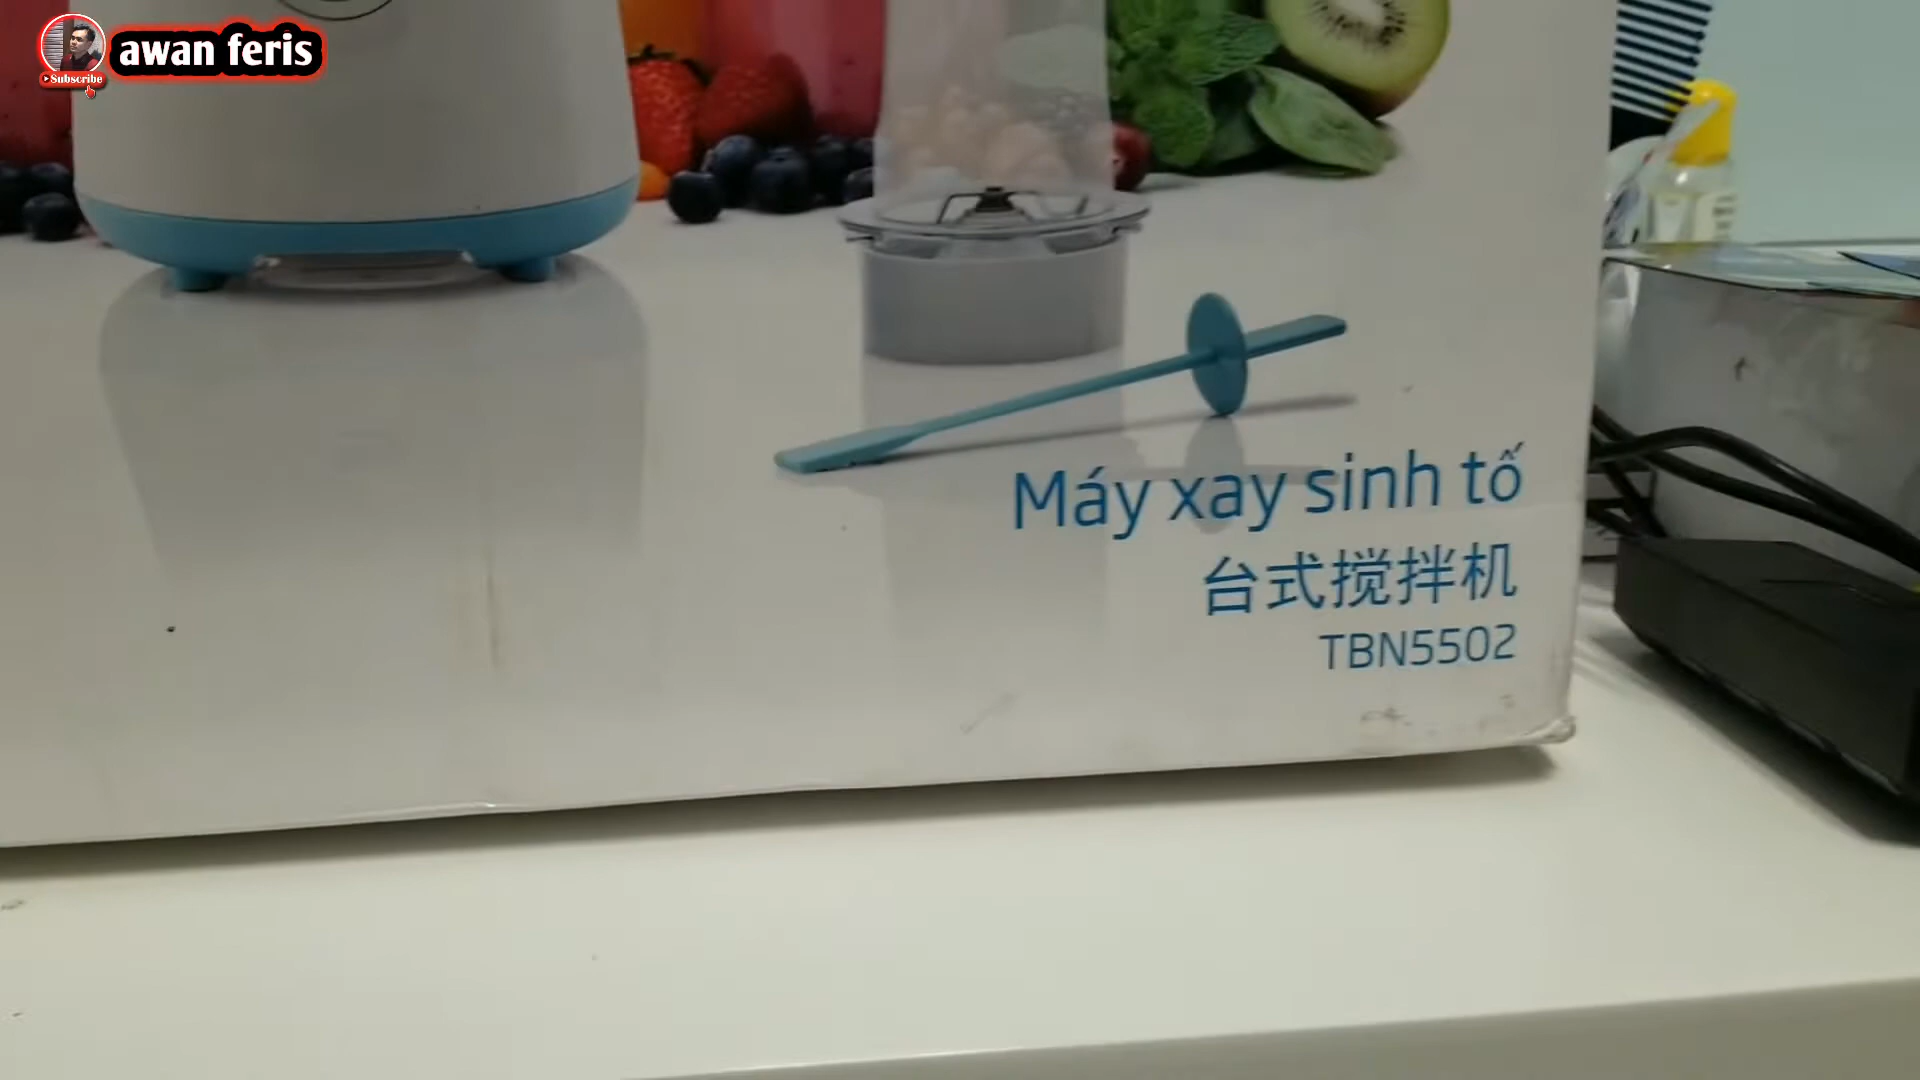 awan feris
Subscribe
Máy xay sinh tố
台式搅拌机
TBN5502